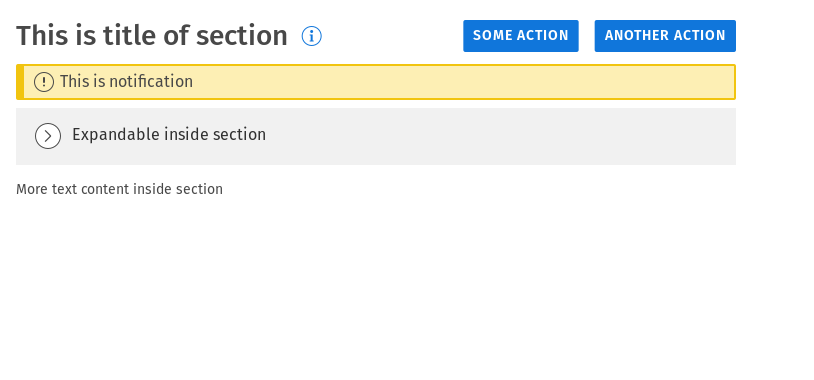 This is title of section
SOME ACTION
ANOTHER ACTION
This is notification
Expandable inside section
More text content inside section